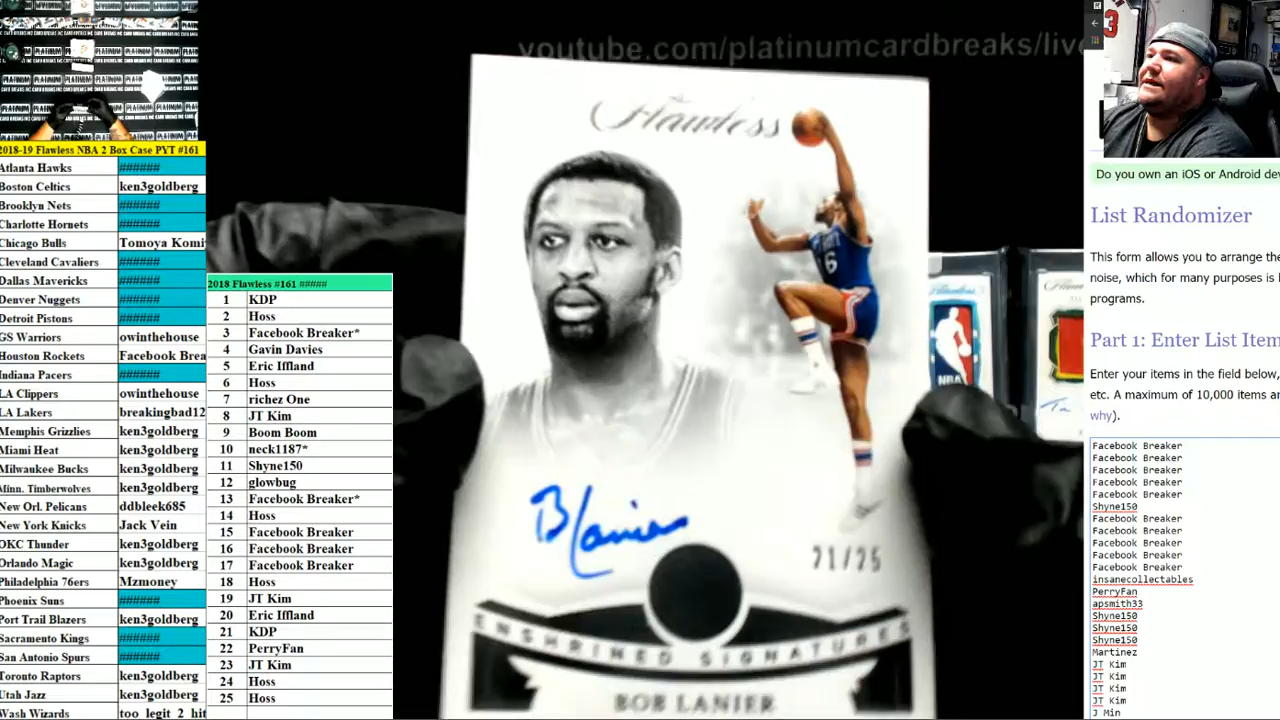 2018-19 Flawless NBA 2 Box Case PYT #161
Atlanta Hawks ######
Boston Celtics ken3goldberg
Brooklyn Nets ######
Charlotte Hornets ######
Chicago Bulls Tomoya Komi
Cleveland Cavaliers ######
Dallas Mavericks ######
Denver Nuggets ######
Detroit Pistons ######
GS Warriors owinthehouse
Houston Rockets Facebook Brea
Indiana Pacers ######
LA Clippers owinthehouse
LA Lakers breakingbad12
Memphis Grizzlies ken3goldberg
Miami Heat ken3goldberg
Milwaukee Bucks ken3goldberg
Minn. Timberwolves ken3goldberg
New Orl. Pelicans ddbleek685
New York Knicks Jack Vein
OKC Thunder ken3goldberg
Orlando Magic ken3goldberg
Philadelphia 76ers Mzmoney
Phoenix Suns ######
Port Trail Blazers ken3goldberg
Sacramento Kings ######
San Antonio Spurs ######
Toronto Raptors ken3goldberg
Utah Jazz ken3goldberg
Wash Wizards too legit 2 hit
2018 Flawless #161 #####
1 KDP
2 Hoss
3 Facebook Breaker*
4 Gavin Davies
5 Eric Iffland
6 Hoss
7 richez One
8 JT Kim
9 Boom Boom
10 neck1187*
11 Shyne150
12 glowbug
13 Facebook Breaker*
14 Hoss
15 Facebook Breaker
16 Facebook Breaker
17 Facebook Breaker
18 Hoss
19 JT Kim
20 Eric Iffland
21 KDP
22 PerryFan
23 JT Kim
24 Hoss
25 Hoss
cardbreaks/live
Flawless
16
B Lanier
21/25
SIGNA
BOB LANIER
NBA
Do you own an iOS or Android dev
List Randomizer
This form allows you to arrange the
noise, which for many purposes is
programs.
Part 1: Enter List Item
Enter your items in the field below,
etc. A maximum of 10,000 items a
why).
Facebook Breaker
Facebook Breaker
Facebook Breaker
Facebook Breaker
Facebook Breaker
Shyne150
Facebook Breaker
Facebook Breaker
Facebook Breaker
Facebook Breaker
Facebook Breaker
insanecollectables
PerryFan
apsmith33
Shyne150
Shyne150
Shyne150
Martinez
JT Kim
JT Kim
JT Kim
JT Kim
J Min